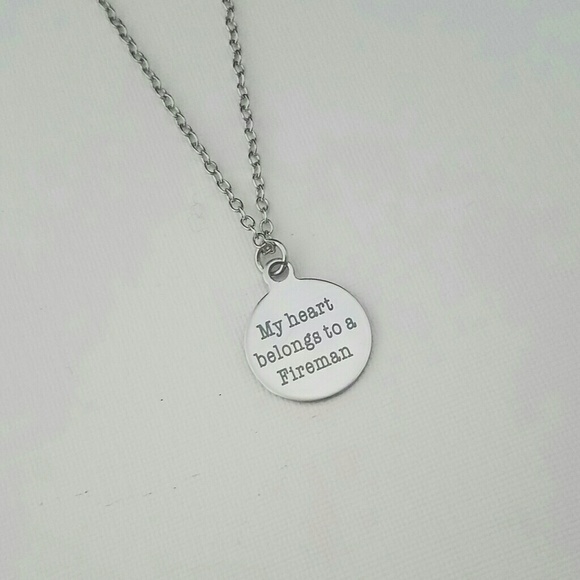 My heart
belongs to a
Fireman